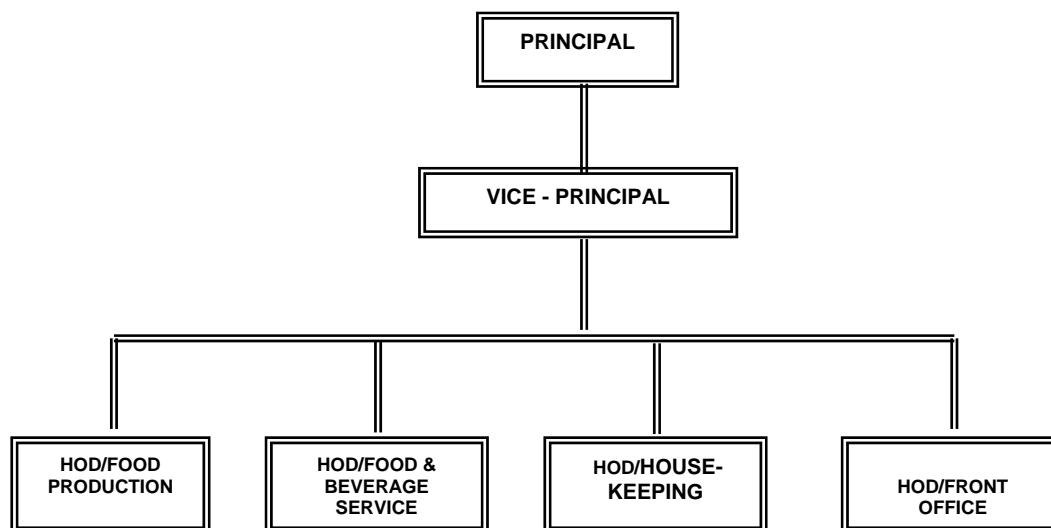 PRINCIPAL
VICE - PRINCIPAL
HOD/FOOD
PRODUCTION
HOD/FOOD &
BEVERAGE
SERVICE
HOD/HOUSE-
KEEPING
HOD/FRONT
OFFICE